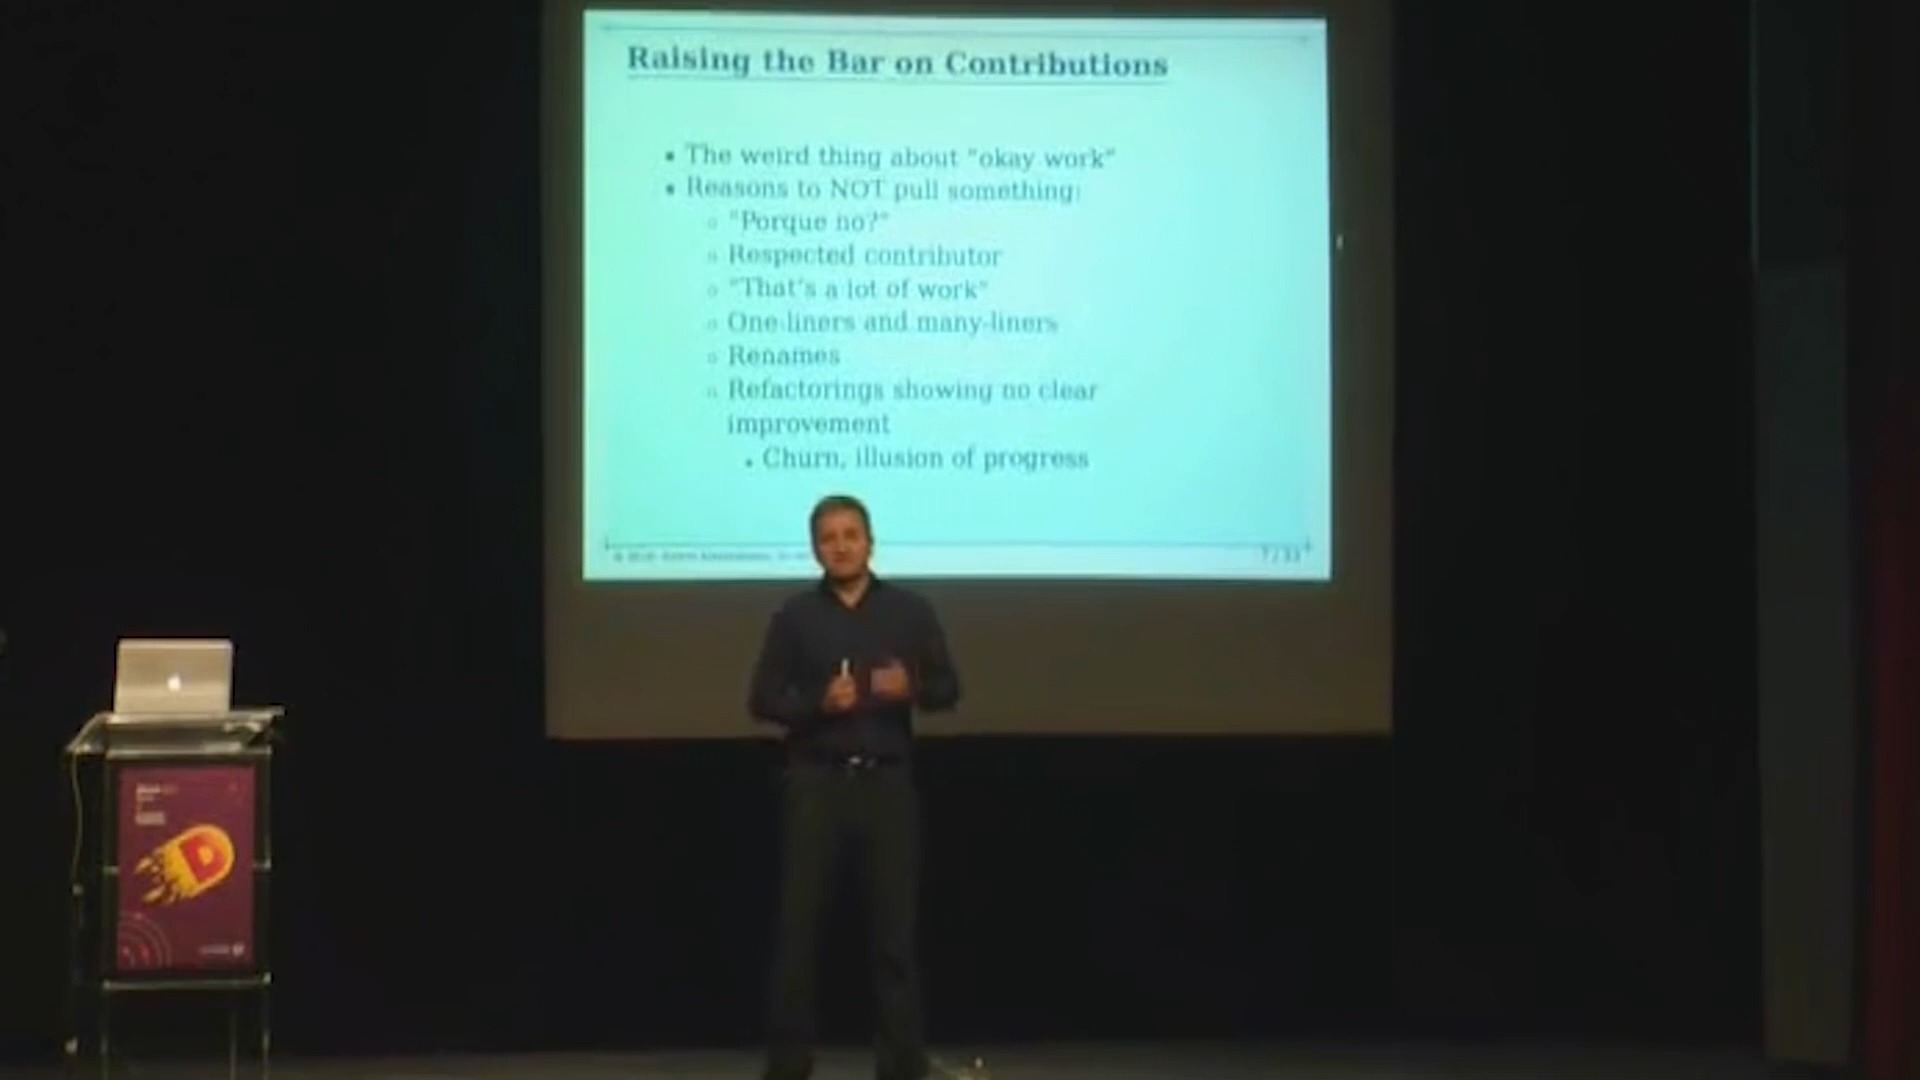 Raising the Bar on Contributions
• The weird thing about "okay work"
• Reasons to NOT pull something:
○ "Porque no?"
○ Respected contributor
○ "That's a lot of work"
○ One-liners and many-liners
○ Renames
○ Refactorings showing no clear
improvement
• Churn, illusion of progress
D